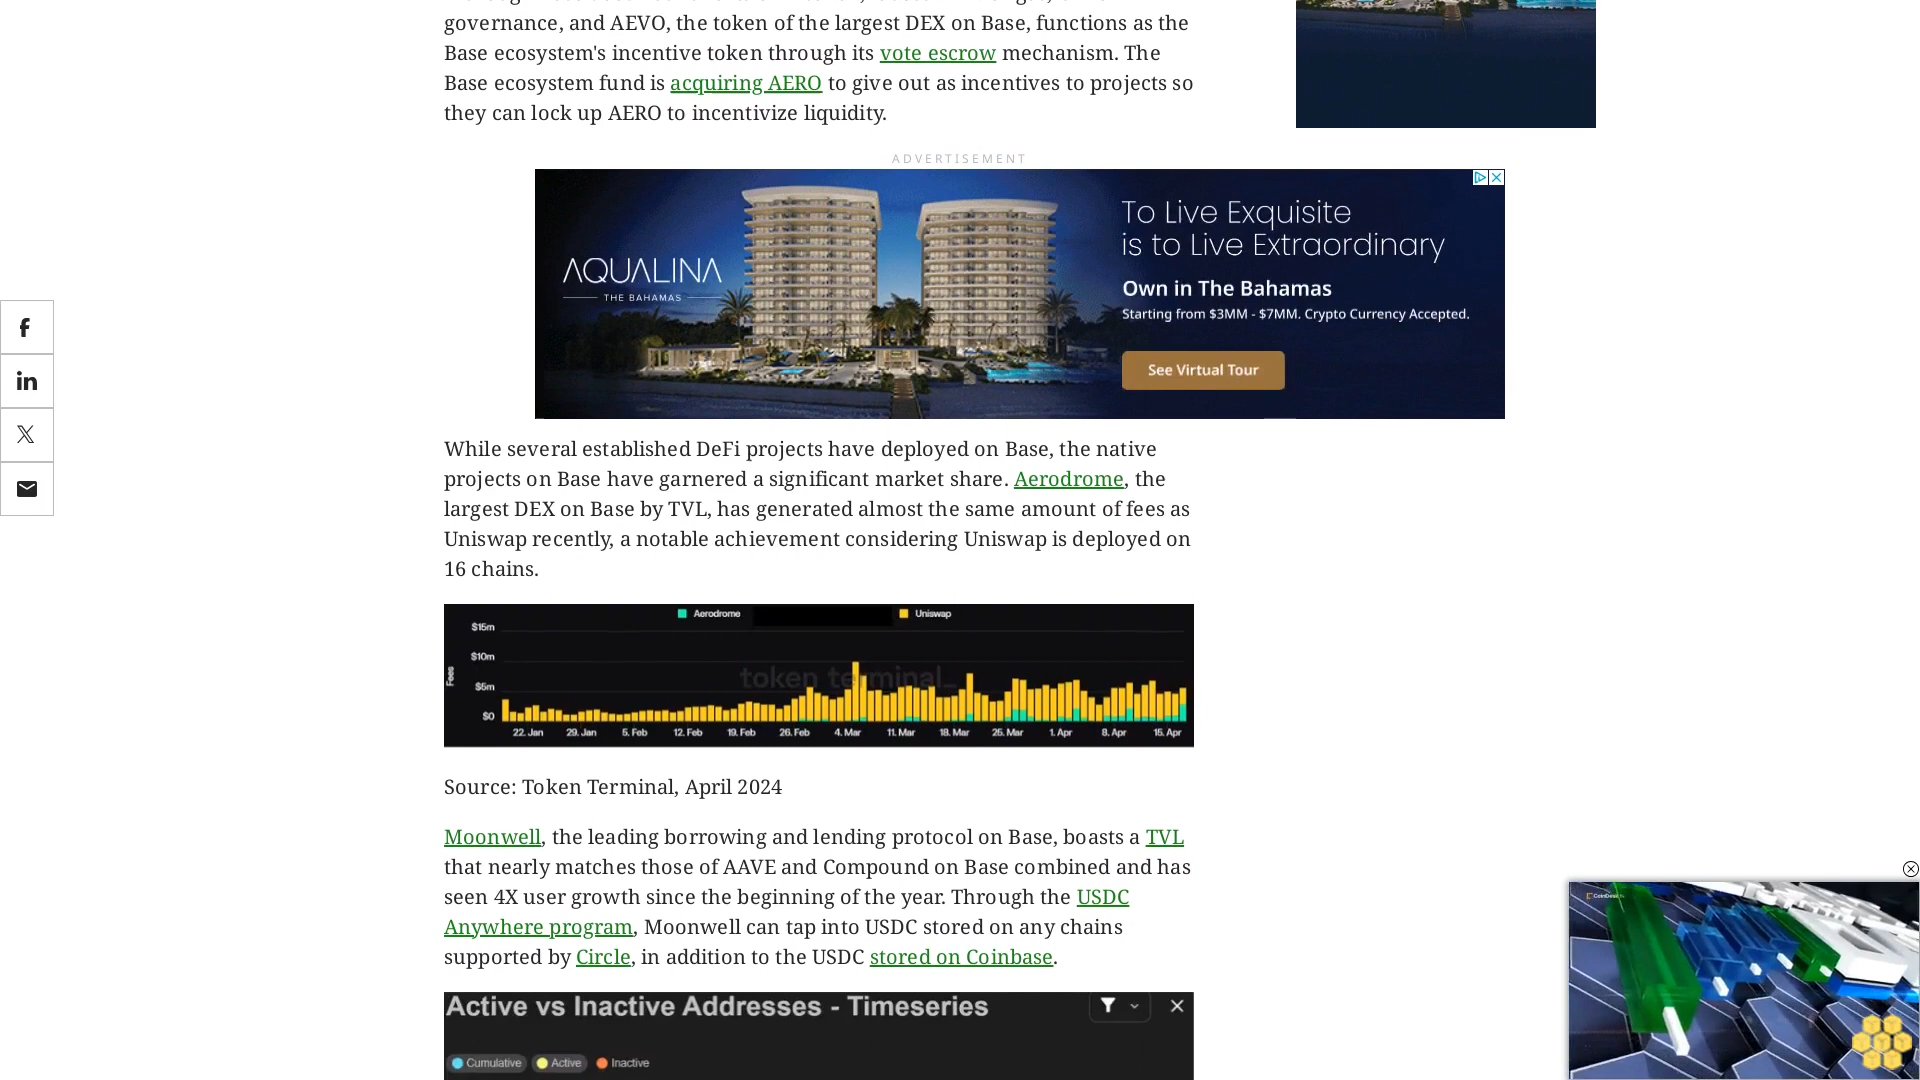 governance, and AEVO, the token of the largest DEX on Base, functions as the
Base ecosystem's incentive token through its vote escrow mechanism. The
Base ecosystem fund is acquiring AERO to give out as incentives to projects so
they can lock up AERO to incentivize liquidity.
ADVERTISEMENT
AQUALINA
THE BAHAMAS
To Live Exquisite
is to Live Extraordinary
Own in The Bahamas
Starting from $3MM - $7MM. Crypto Currency Accepted.
See Virtual Tour
While several established DeFi projects have deployed on Base, the native
projects on Base have garnered a significant market share. Aerodrome, the
largest DEX on Base by TVL, has generated almost the same amount of fees as
Uniswap recently, a notable achievement considering Uniswap is deployed on
16 chains.
Aerodrome Uniswap
$15m
$10m
$5m
$0
Fees
token terminal_
22. Jan 29. Jan 5. Feb 12. Feb 19. Feb 26. Feb 4. Mar 11. Mar 18. Mar 25. Mar 1. Apr 8. Apr 15. Apr
Source: Token Terminal, April 2024
Moonwell, the leading borrowing and lending protocol on Base, boasts a TVL
that nearly matches those of AAVE and Compound on Base combined and has
seen 4X user growth since the beginning of the year. Through the USDC
Anywhere program, Moonwell can tap into USDC stored on any chains
supported by Circle, in addition to the USDC stored on Coinbase.
Active vs Inactive Addresses - Timeseries
Cumulative Active Inactive